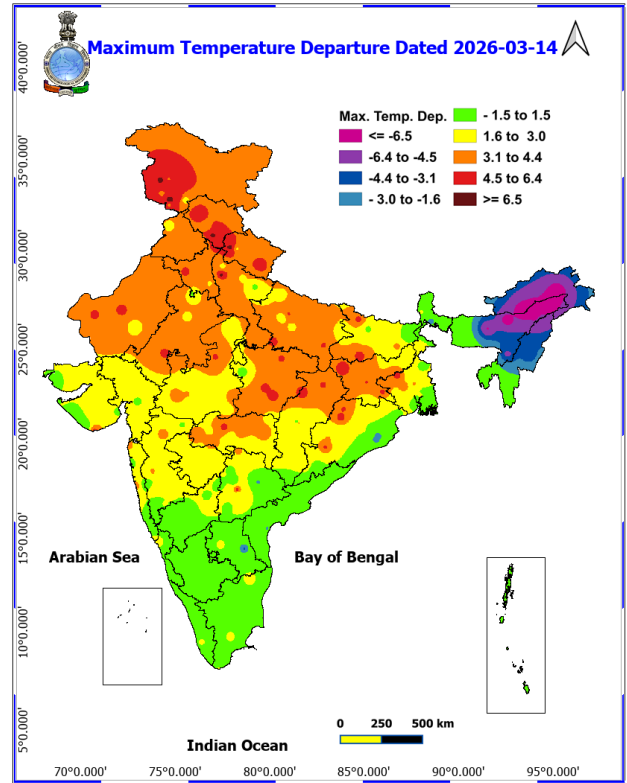 Maximum Temperature Departure Dated 2026-03-14
Max. Temp. Dep.
<= -6.5
-6.4 to -4.5
-4.4 to -3.1
- 3.0 to -1.6
- 1.5 to 1.5
1.6 to 3.0
3.1 to 4.4
4.5 to 6.4
>= 6.5
40°0.000'
35°0.000'
30°0.000'
25°0.000'
20°0.000'
15°0.000'
10°0.000'
5°0.000'
Arabian Sea
Bay of Bengal
Indian Ocean
0 250 500 km
70°0.000' 75°0.000' 80°0.000' 85°0.000' 90°0.000' 95°0.000'